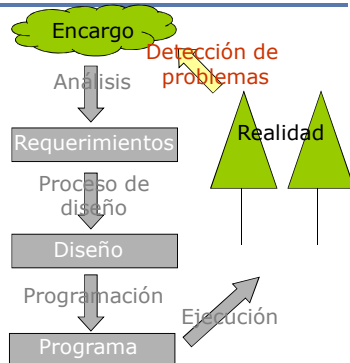 Encargo
Detección de
problemas
Análisis
Realidad
Requerimientos
Proceso de
diseño
Diseño
Programación
Ejecución
Programa